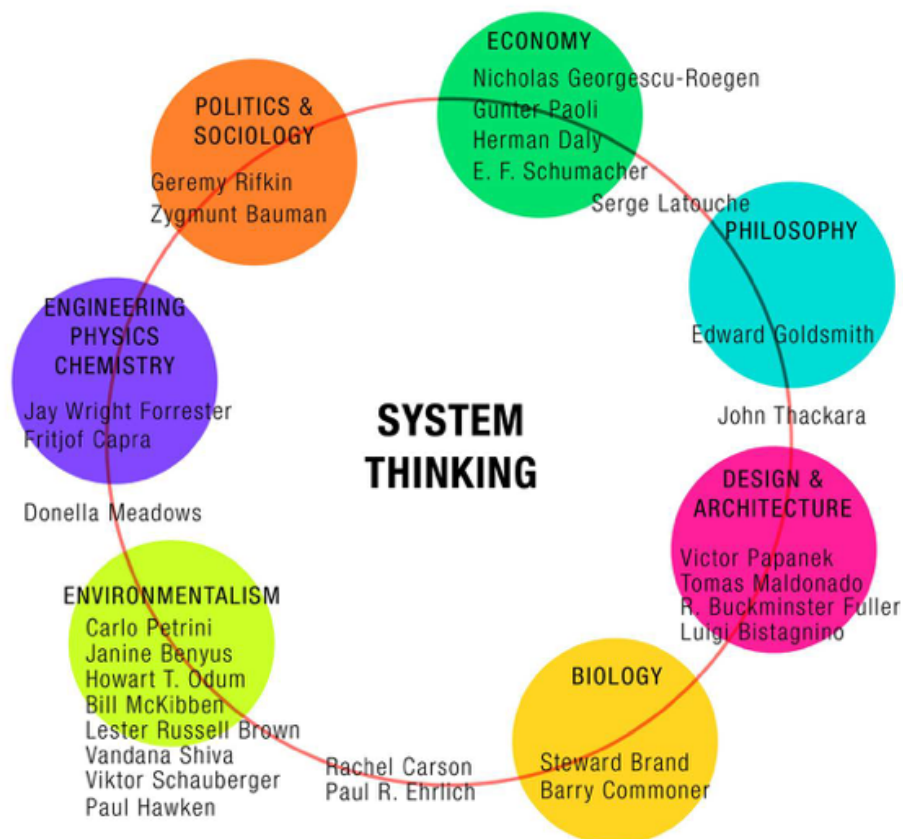 ECONOMY
Nicholas Georgescu-Roegen
Gunter Paoli
Herman Daly
E. F. Schumacher
Serge Latouche
PHILOSOPHY
Edward Goldsmith
John Thackara
DESIGN &
ARCHITECTURE
Victor Papanek
Tomas Maldonado
R. Buckminster Fuller
Luigi Bistagnino
BIOLOGY
Steward Brand
Barry Commoner
Rachel Carson
Paul R. Ehrlich
ENVIRONMENTALISM
Carlo Petrini
Janine Benyus
Howart T. Odum
Bill McKibben
Lester Russell Brown
Vandana Shiva
Viktor Schauberger
Paul Hawken
Donella Meadows
ENGINEERING
PHYSICS
CHEMISTRY
Jay Wright Forrester
Fritjof Capra
POLITICS &
SOCIOLOGY
Geremy Rifkin
Zygmunt Bauman
SYSTEM
THINKING